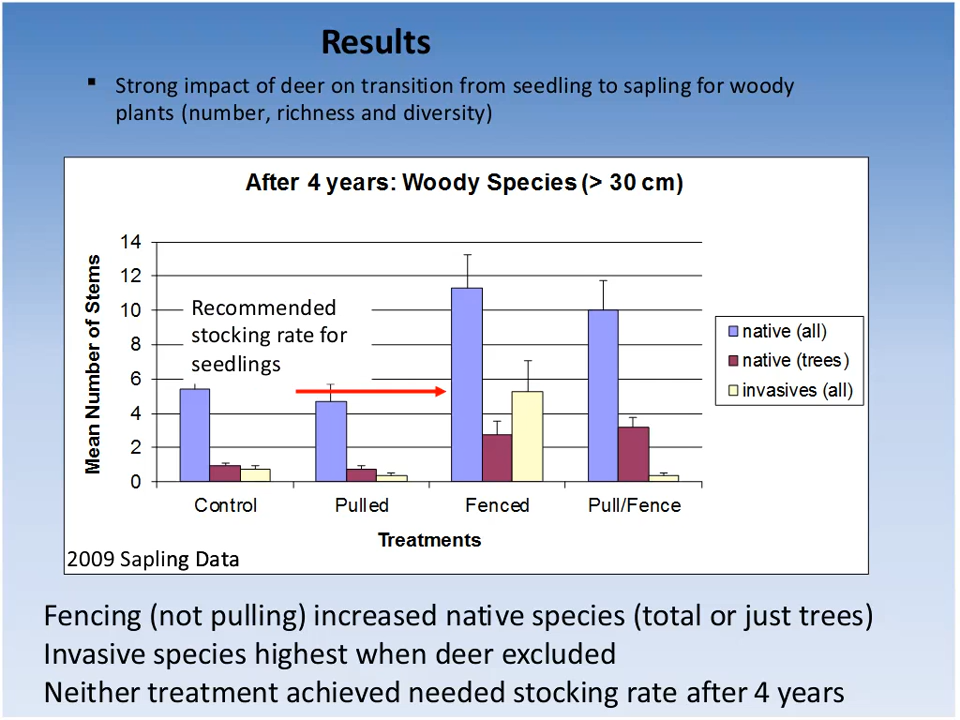 Results
▪ Strong impact of deer on transition from seedling to sapling for woody
plants (number, richness and diversity)
After 4 years: Woody Species (> 30 cm)
Mean Number of Stems
14
12
10
8
6
4
2
0
Recommended
stocking rate for
seedlings
native (all)
native (trees)
invasives (all)
Control Pulled Fenced Pull/Fence
Treatments
2009 Sapling Data
Fencing (not pulling) increased native species (total or just trees)
Invasive species highest when deer excluded
Neither treatment achieved needed stocking rate after 4 years